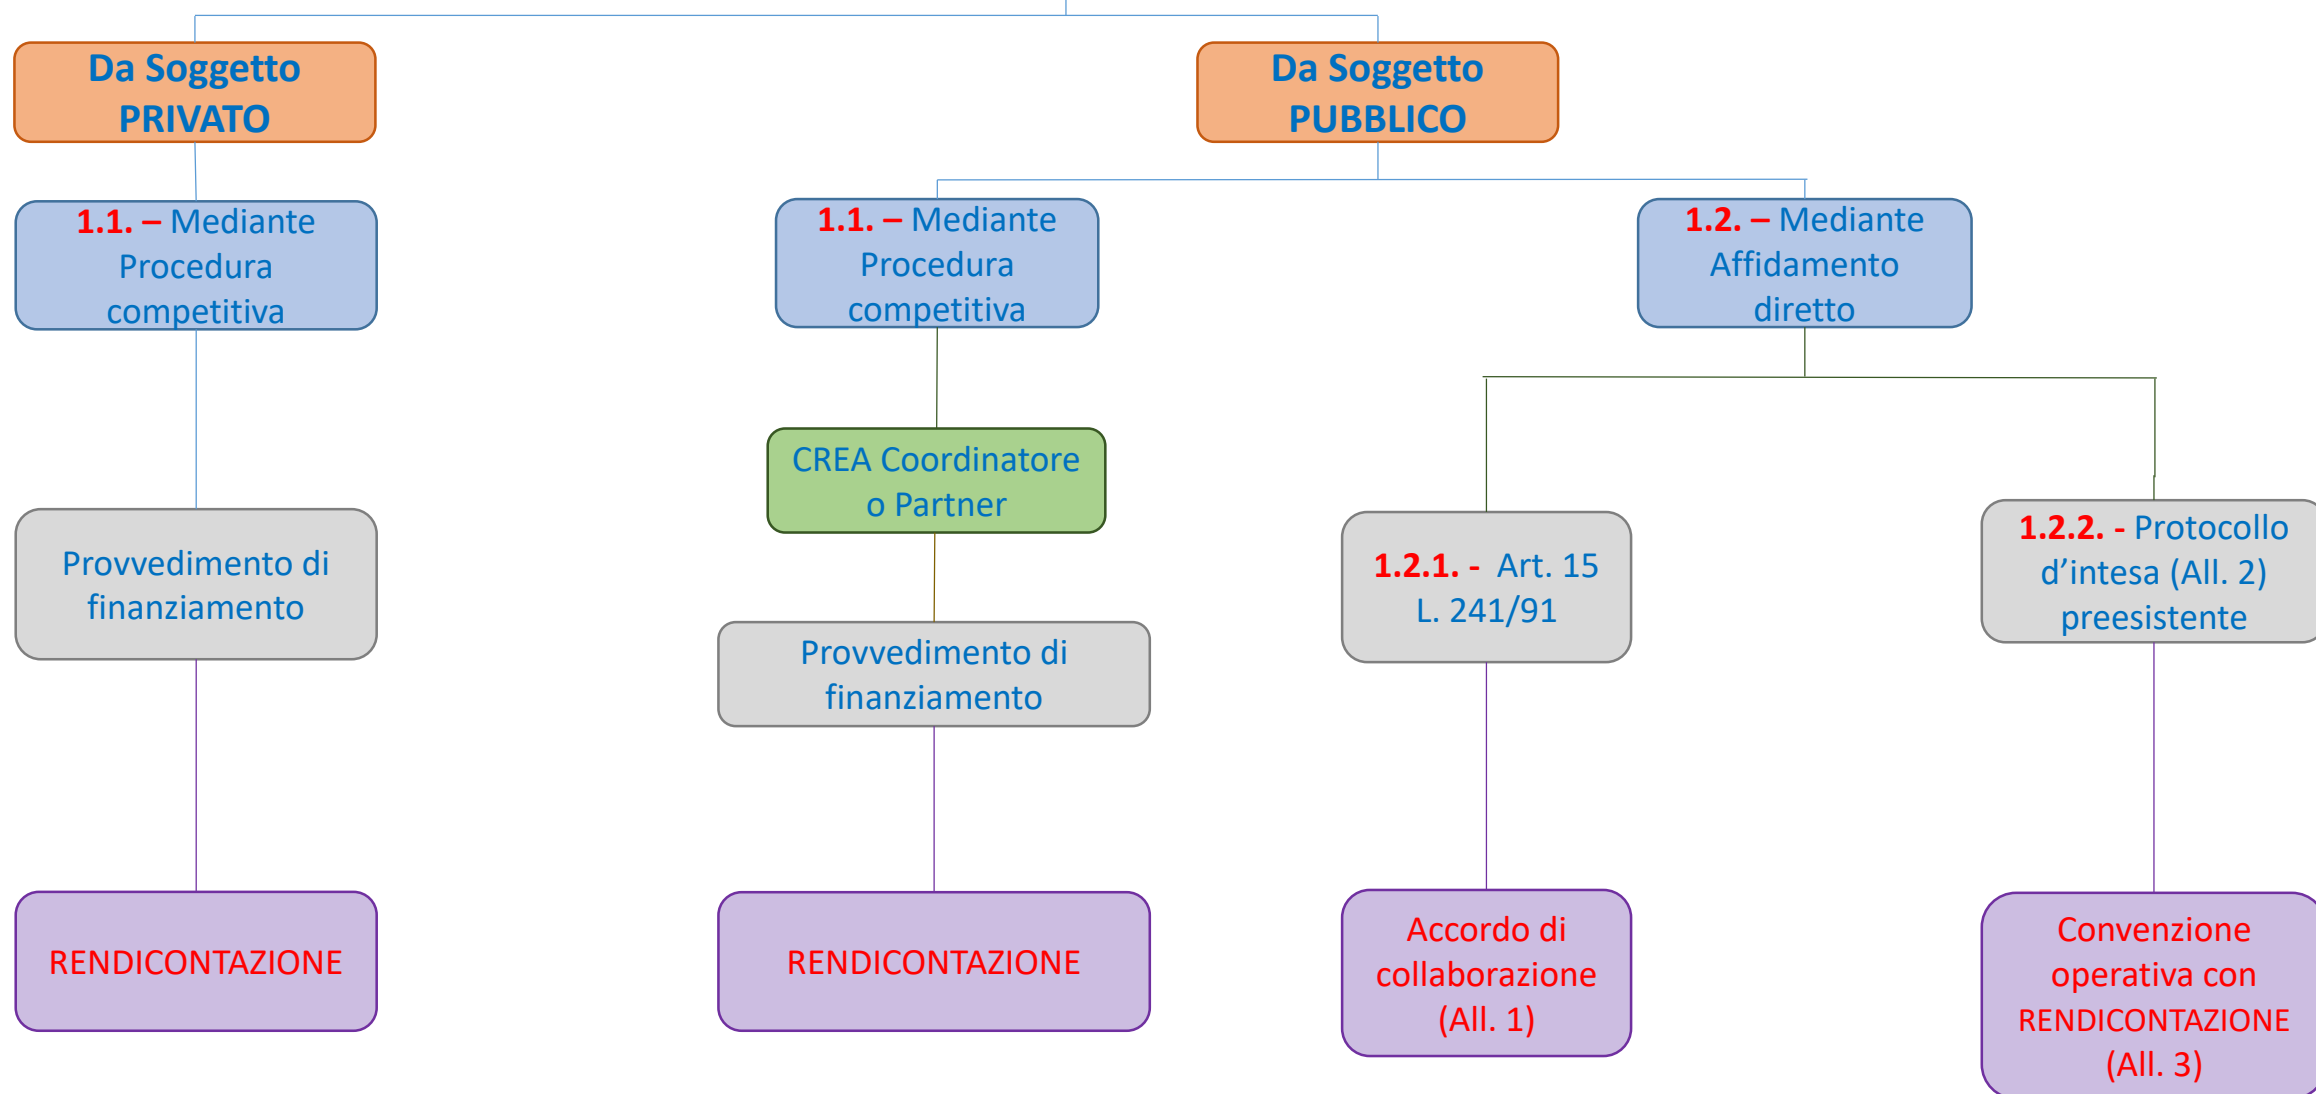 Da Soggetto
PRIVATO
Da Soggetto
PUBBLICO
1.1. – Mediante
Procedura
competitiva
1.1. – Mediante
Procedura
competitiva
1.2. – Mediante
Affidamento
diretto
CREA Coordinatore
o Partner
Provvedimento di
finanziamento
Provvedimento di
finanziamento
1.2.1. - Art. 15
L. 241/91
1.2.2. - Protocollo
d’intesa (All. 2)
preesistente
RENDICONTAZIONE
RENDICONTAZIONE
Accordo di
collaborazione
(All. 1)
Convenzione
operativa con
RENDICONTAZIONE
(All. 3)